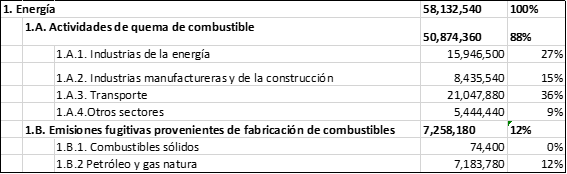 1. Energía 58,132,540 100%
1.A. Actividades de quema de combustible 50,874,360 88%
1.A.1. Industrias de la energía 15,946,500 27%
1.A.2. Industrias manufactureras y de la construcción 8,435,540 15%
1.A.3. Transporte 21,047,880 36%
1.A.4.Otros sectores 5,444,440 9%
1.B. Emisiones fugitivas provenientes de fabricación de combustibles 7,258,180 12%
1.B.1. Combustibles sólidos 74,400 0%
1.B.2 Petróleo y gas natura 7,183,780 12%